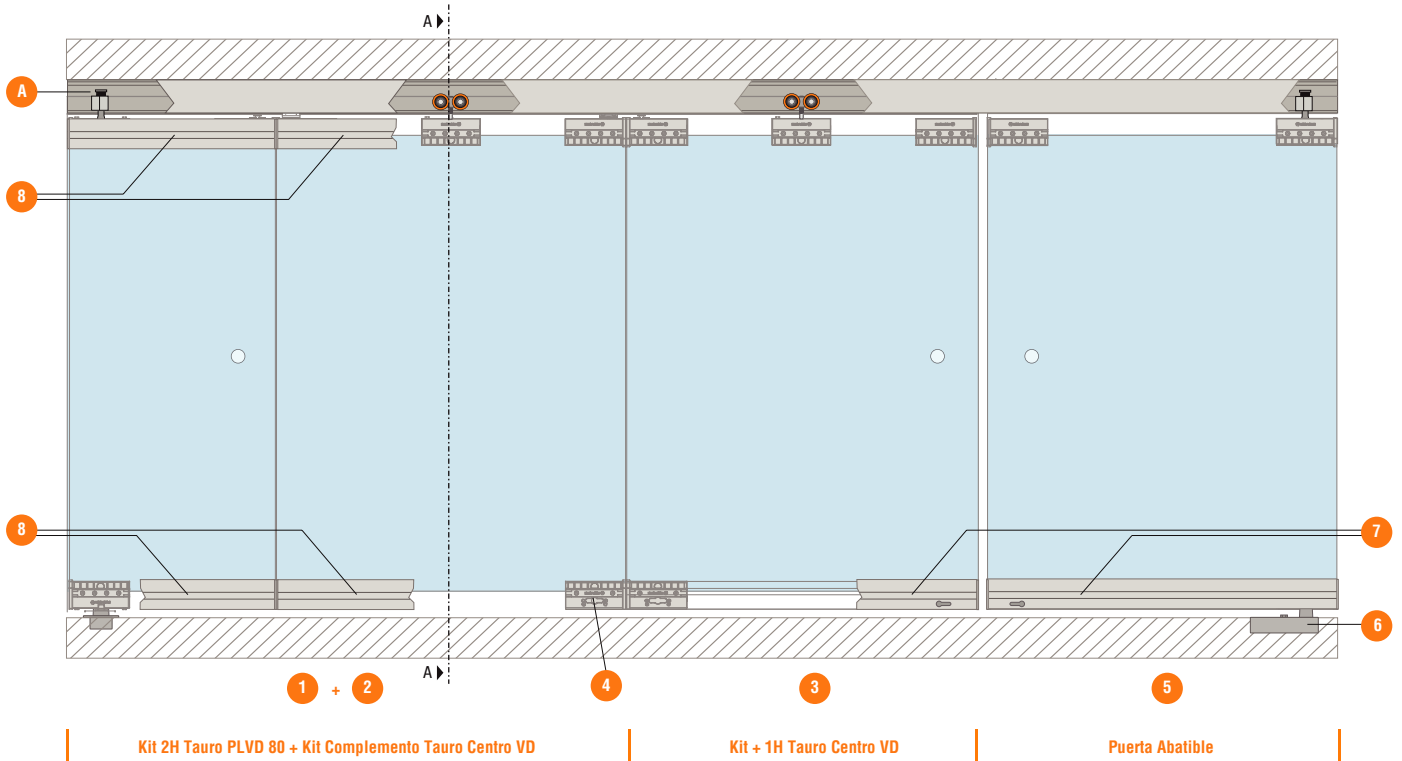 A
A
8
8
7
6
A
1 + 2
4
3
5
Kit 2H Tauro PLVD 80 + Kit Complemento Tauro Centro VD
Kit + 1H Tauro Centro VD
Puerta Abatible